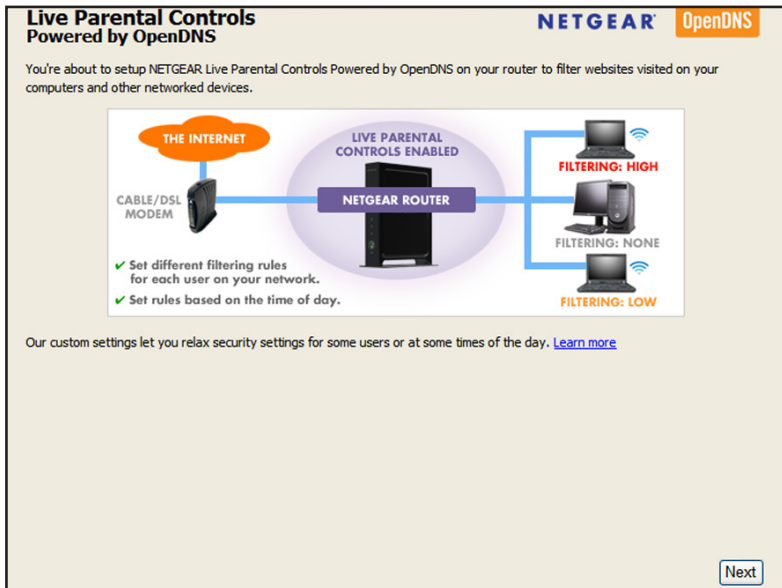 Live Parental Controls
Powered by OpenDNS
NETGEAR
OpenDNS
You're about to setup NETGEAR Live Parental Controls Powered by OpenDNS on your router to filter websites visited on your
computers and other networked devices.
THE INTERNET
CABLE/DSL
MODEM
LIVE PARENTAL
CONTROLS ENABLED
NETGEAR ROUTER
FILTERING: HIGH
FILTERING: NONE
FILTERING: LOW
✓ Set different filtering rules
for each user on your network.
✓ Set rules based on the time of day.
Our custom settings let you relax security settings for some users or at some times of the day. Learn more
Next